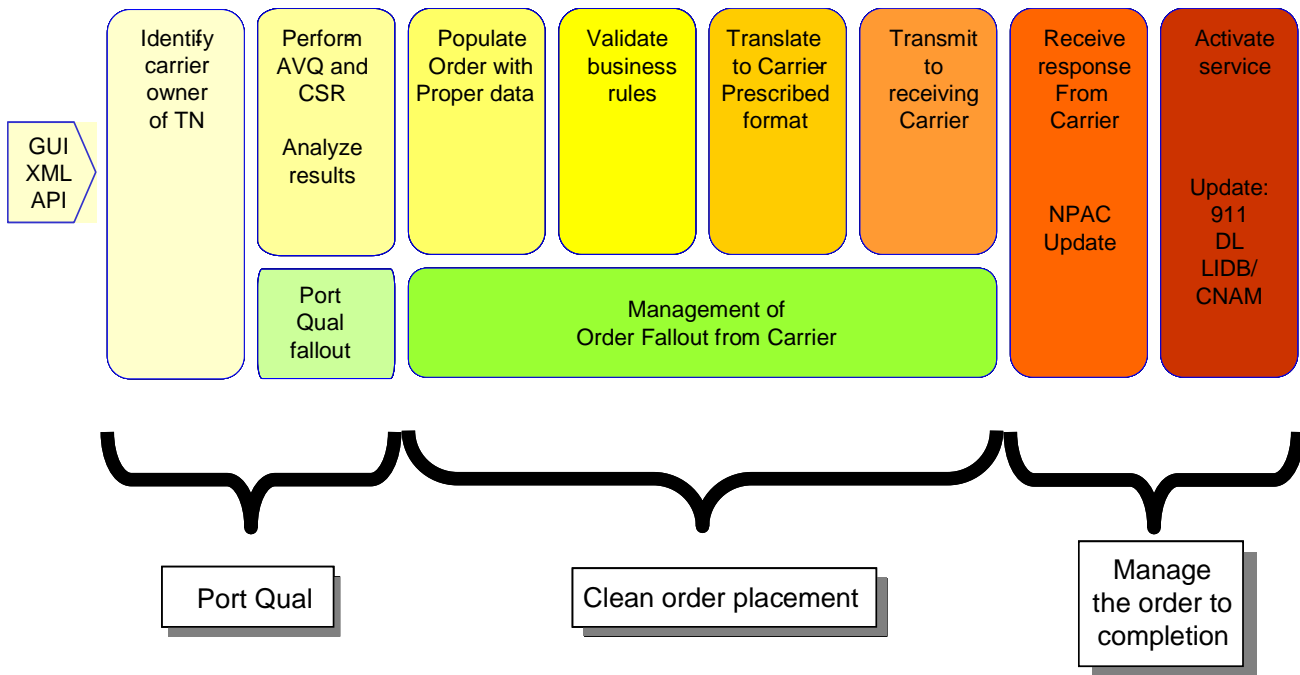 GUI
XML
API
Identify
carrier
owner
of TN
Perform
AVQ and
CSR
Analyze
results
Populate
Order with
Proper data
Validate
business
rules
Translate
to Carrier-
Prescribed
format
Transmit
to
receiving
Carrier
Receive
response
From
Carrier
NPAC
Update
Activate
service
Update:
911
DL
LIDB/
CNAM
Port
Qual
fallout
Management of
Order Fallout from Carrier
Port Qual
Clean order placement
Manage
the order to
completion